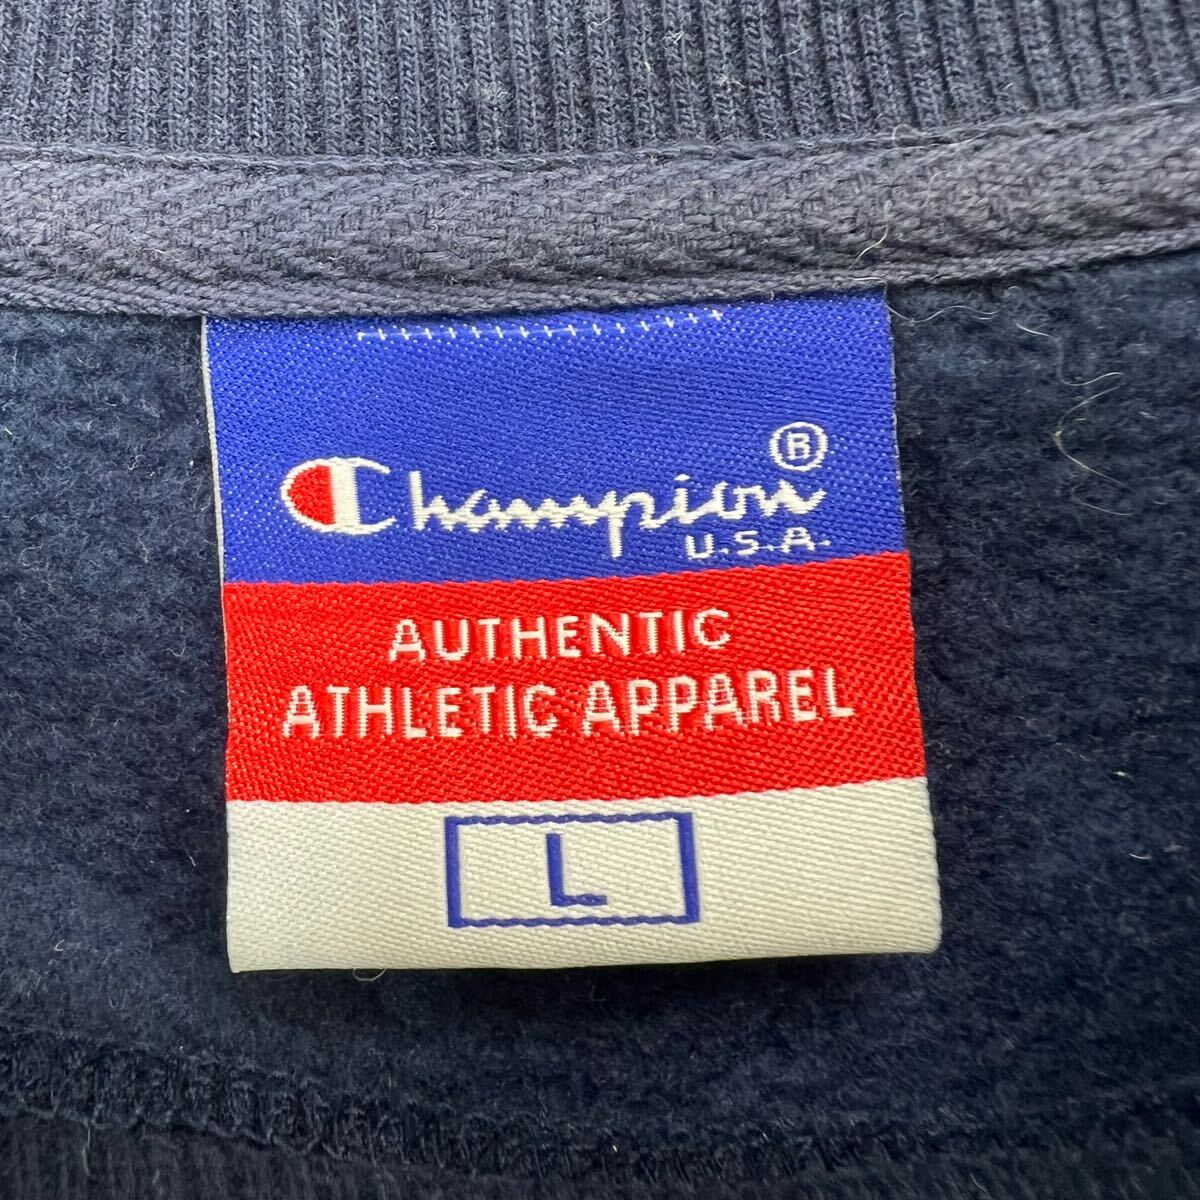 Champion ®
U.S.A.
AUTHENTIC
ATHLETIC APPAREL
L